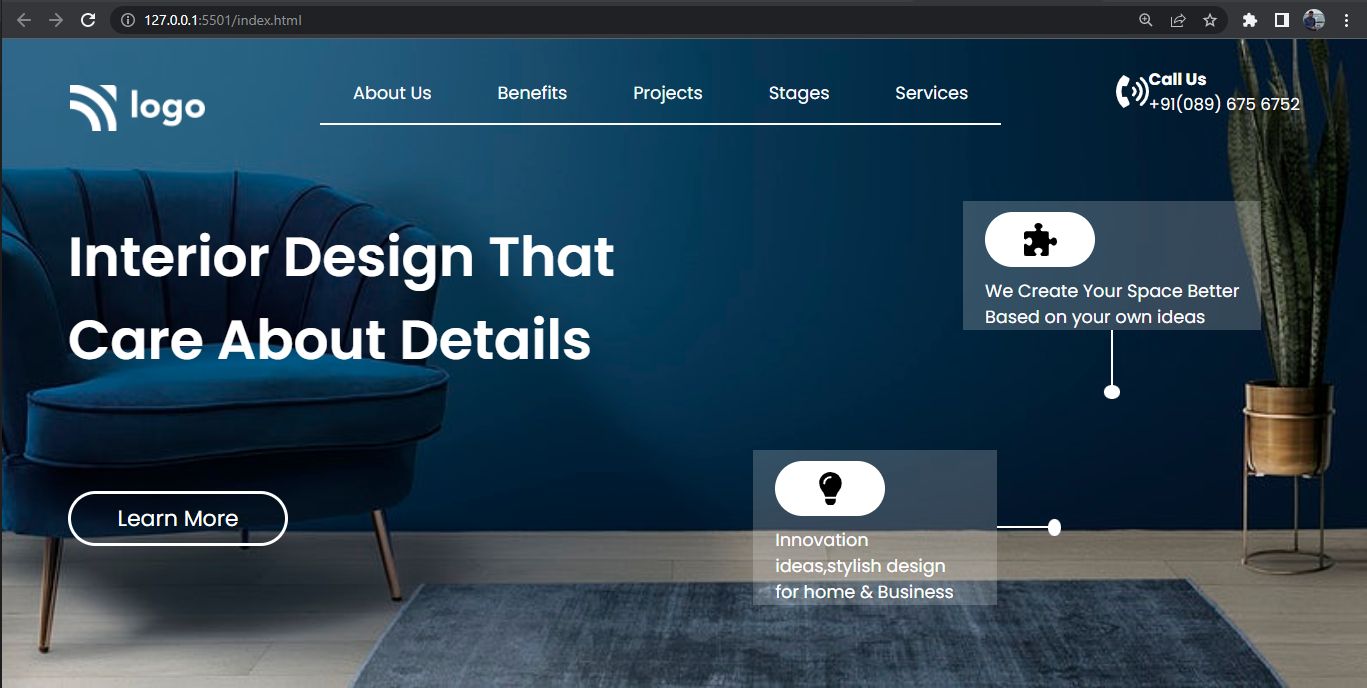 127.0.0.1:5501/index.html
logo
About Us
Benefits
Projects
Stages
Services
Call Us
+91(089) 675 6752
Interior Design That
Care About Details
We Create Your Space Better
Based on your own ideas
Learn More
Innovation
ideas,stylish design
for home & Business